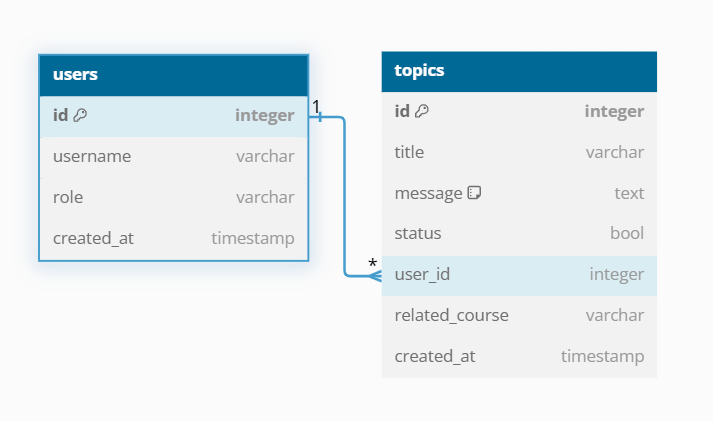 users
id integer
username varchar
role varchar
created_at timestamp
1
*
topics
id integer
title varchar
message text
status bool
user_id integer
related_course varchar
created_at timestamp